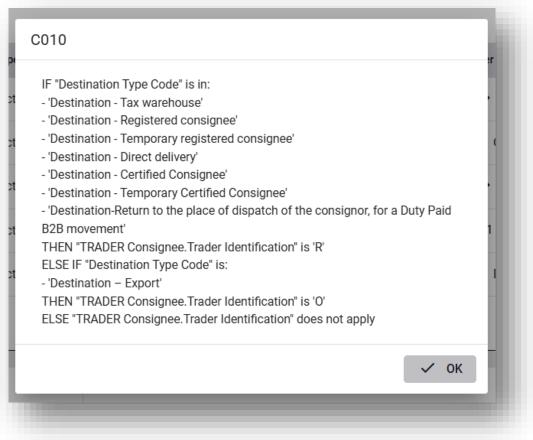 C010
IF "Destination Type Code" is in:
- 'Destination - Tax warehouse'
- 'Destination - Registered consignee'
- 'Destination - Temporary registered consignee'
- 'Destination - Direct delivery'
- 'Destination - Certified Consignee'
- 'Destination - Temporary Certified Consignee'
- 'Destination-Return to the place of dispatch of the consignor, for a Duty Paid
B2B movement'
THEN "TRADER Consignee.Trader Identification" is 'R'
ELSE IF "Destination Type Code" is:
- 'Destination – Export'
THEN "TRADER Consignee.Trader Identification" is 'O'
ELSE "TRADER Consignee.Trader Identification" does not apply
OK